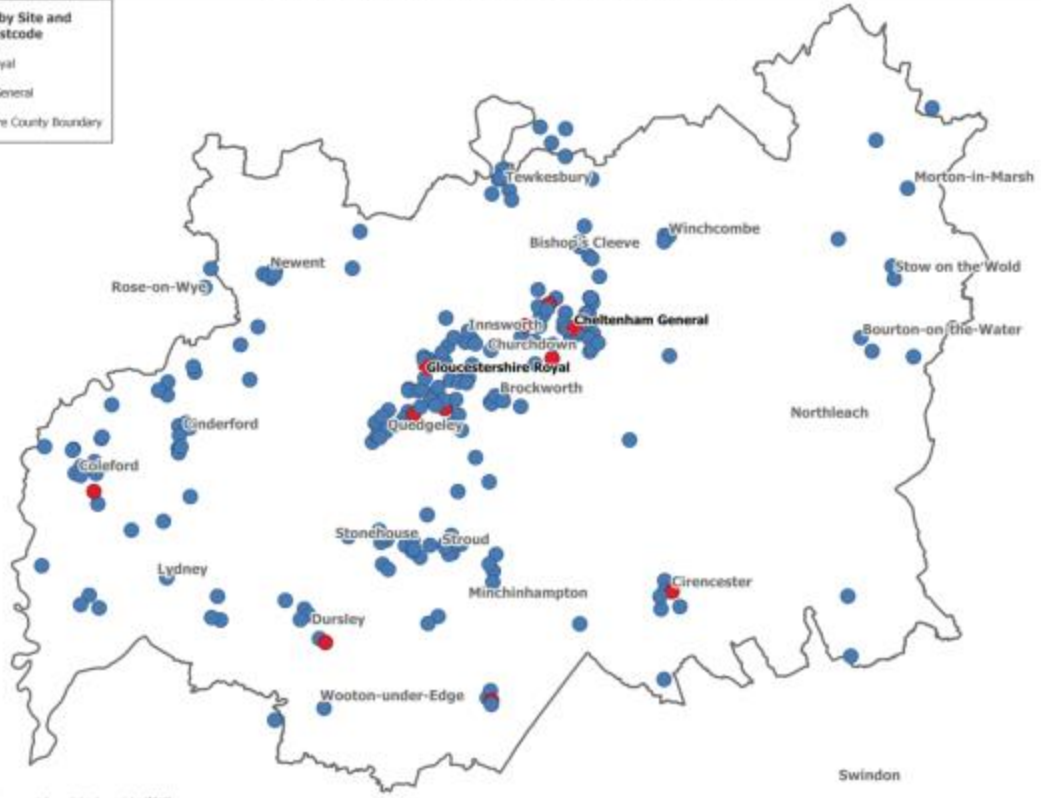 by Site and
stcode
yal
General
re County Boundary
Tewkesbury
Morton-in-Marsh
Winchcombe
Bishop's Cleeve
Newent
Stow on the Wold
Rose-on-Wye
Cheltenham General
Innsworth
Bourton-on-the-Water
Churchdown
Gloucestershire Royal
Brockworth
Northleach
Cinderford
Quedgeley
Coleford
Stonehouse
Stroud
Lydney
Cirencester
Minchinhampton
Dursley
Wooton-under-Edge
Swindon